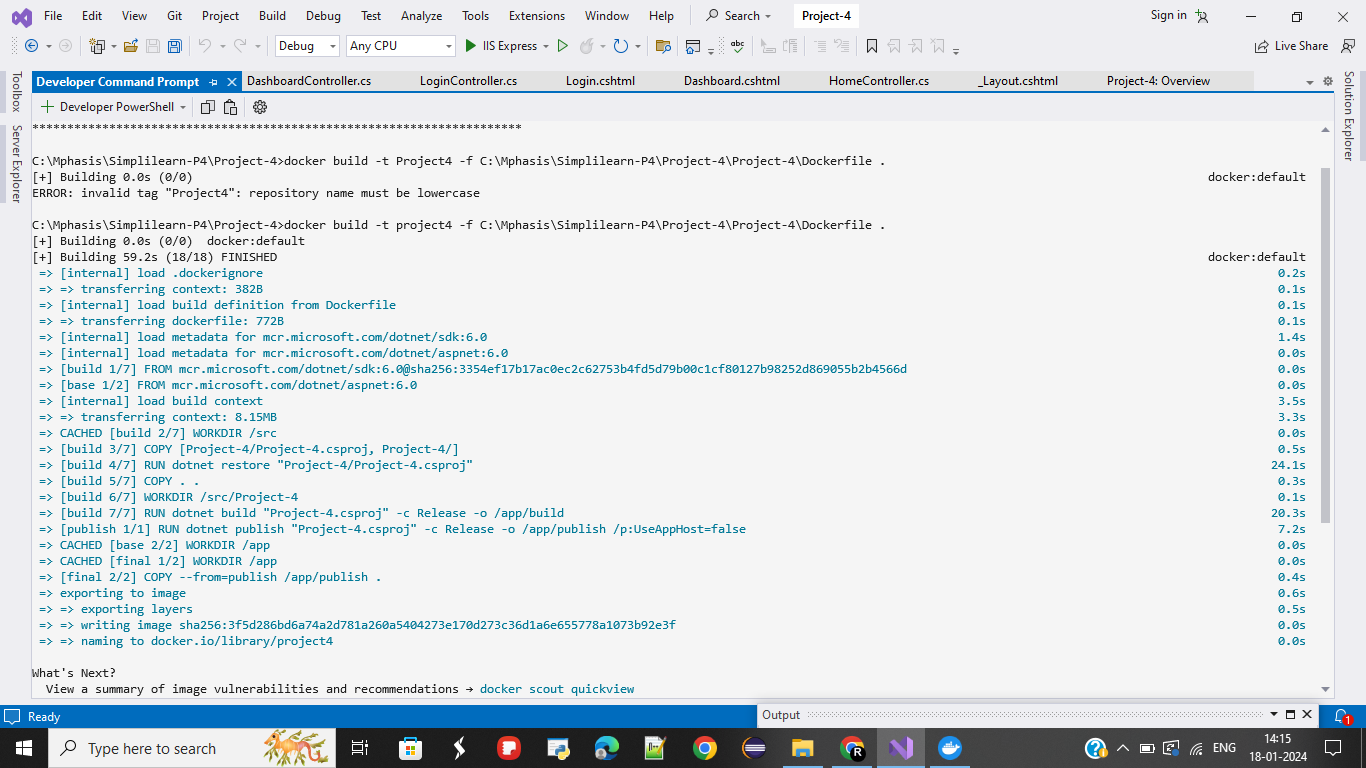 File Edit View Git Project Build Debug Test Analyze Tools Extensions Window Help Search Project-4 Sign in
Debug Any CPU IIS Express Live Share
Toolbox
Server Explorer
Solution Explorer
Developer Command Prompt DashboardController.cs LoginController.cs Login.cshtml Dashboard.cshtml HomeController.cs _Layout.cshtml Project-4: Overview
Developer PowerShell
**********************************************************************
C:\Mphasis\Simplilearn-P4\Project-4>docker build -t Project4 -f C:\Mphasis\Simplilearn-P4\Project-4\Project-4\Dockerfile .
[+] Building 0.0s (0/0) docker:default
ERROR: invalid tag "Project4": repository name must be lowercase
C:\Mphasis\Simplilearn-P4\Project-4>docker build -t project4 -f C:\Mphasis\Simplilearn-P4\Project-4\Project-4\Dockerfile .
[+] Building 0.0s (0/0) docker:default
[+] Building 59.2s (18/18) FINISHED docker:default
=> [internal] load .dockerignore 0.2s
=> => transferring context: 382B 0.1s
=> [internal] load build definition from Dockerfile 0.1s
=> => transferring dockerfile: 772B 0.1s
=> [internal] load metadata for mcr.microsoft.com/dotnet/sdk:6.0 1.4s
=> [internal] load metadata for mcr.microsoft.com/dotnet/aspnet:6.0 0.0s
=> [build 1/7] FROM mcr.microsoft.com/dotnet/sdk:6.0@sha256:3354ef17b17ac0ec2c62753b4fd5d79b00c1cf80127b98252d869055b2b4566d 0.0s
=> [base 1/2] FROM mcr.microsoft.com/dotnet/aspnet:6.0 0.0s
=> [internal] load build context 3.5s
=> => transferring context: 8.15MB 3.3s
=> CACHED [build 2/7] WORKDIR /src 0.0s
=> [build 3/7] COPY [Project-4/Project-4.csproj, Project-4/] 0.5s
=> [build 4/7] RUN dotnet restore "Project-4/Project-4.csproj" 24.1s
=> [build 5/7] COPY . . 0.3s
=> [build 6/7] WORKDIR /src/Project-4 0.1s
=> [build 7/7] RUN dotnet build "Project-4.csproj" -c Release -o /app/build 20.3s
=> [publish 1/1] RUN dotnet publish "Project-4.csproj" -c Release -o /app/publish /p:UseAppHost=false 7.2s
=> CACHED [base 2/2] WORKDIR /app 0.0s
=> CACHED [final 1/2] WORKDIR /app 0.0s
=> [final 2/2] COPY --from=publish /app/publish . 0.4s
=> exporting to image 0.6s
=> => exporting layers 0.5s
=> => writing image sha256:3f5d286bd6a74a2d781a260a5404273e170d273c36d1a6e655778a1073b92e3f 0.0s
=> => naming to docker.io/library/project4 0.0s
What's Next?
View a summary of image vulnerabilities and recommendations → docker scout quickview
Output
Ready 1
Type here to search ENG 14:15
18-01-2024